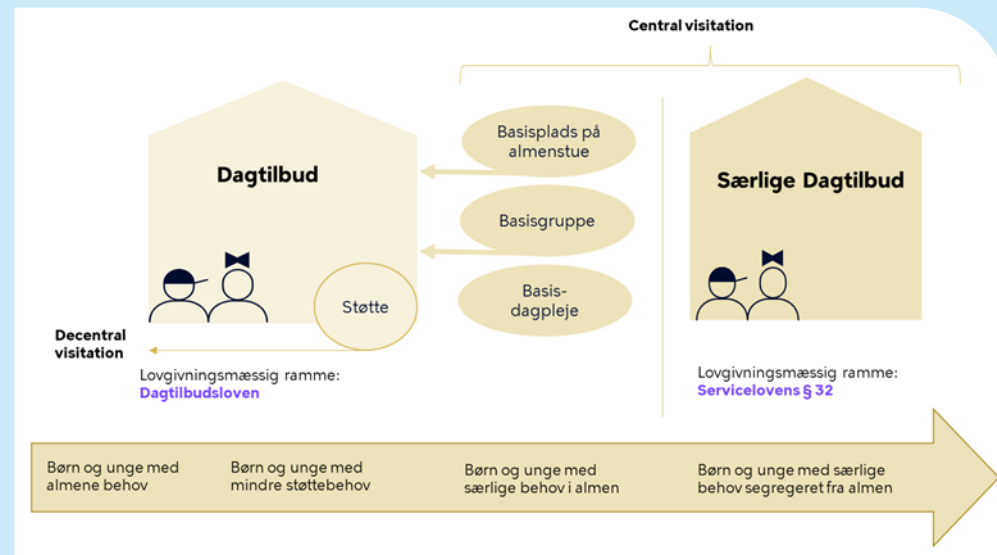 Central visitation
Dagtilbud
Basisplads på
almenstue
Basisgruppe
Basis-
dagpleje
Særlige Dagtilbud
Støtte
Decentral
visitation
Lovgivningsmæssig ramme:
Dagtilbudsloven
Lovgivningsmæssig ramme:
Servicelovens § 32
Børn og unge med
almene behov
Børn og unge med
mindre støttebehov
Børn og unge med
særlige behov i almen
Børn og unge med særlige
behov segregeret fra almen